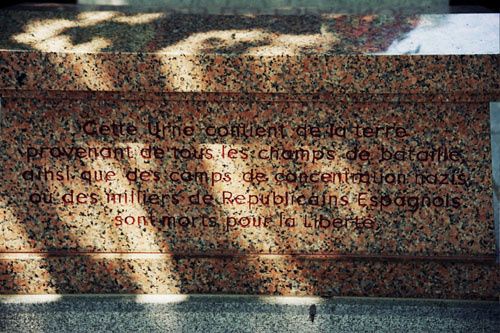 Cette Urne contient de la terre
provenant de tous les champs de bataille
ainsi que des camps de concentration nazis
où des milliers de Republicains Espagnols
sont morts pour la Liberté.